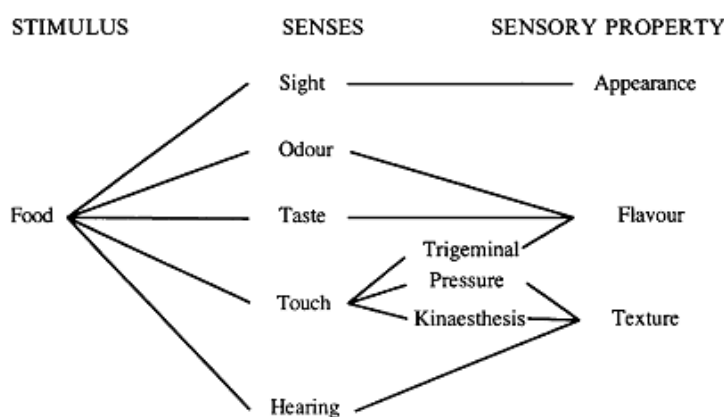 STIMULUS SENSES SENSORY PROPERTY
Sight Appearance
Odour
Food Taste Flavour
Trigeminal
Pressure
Touch
Kinaesthesis Texture
Hearing